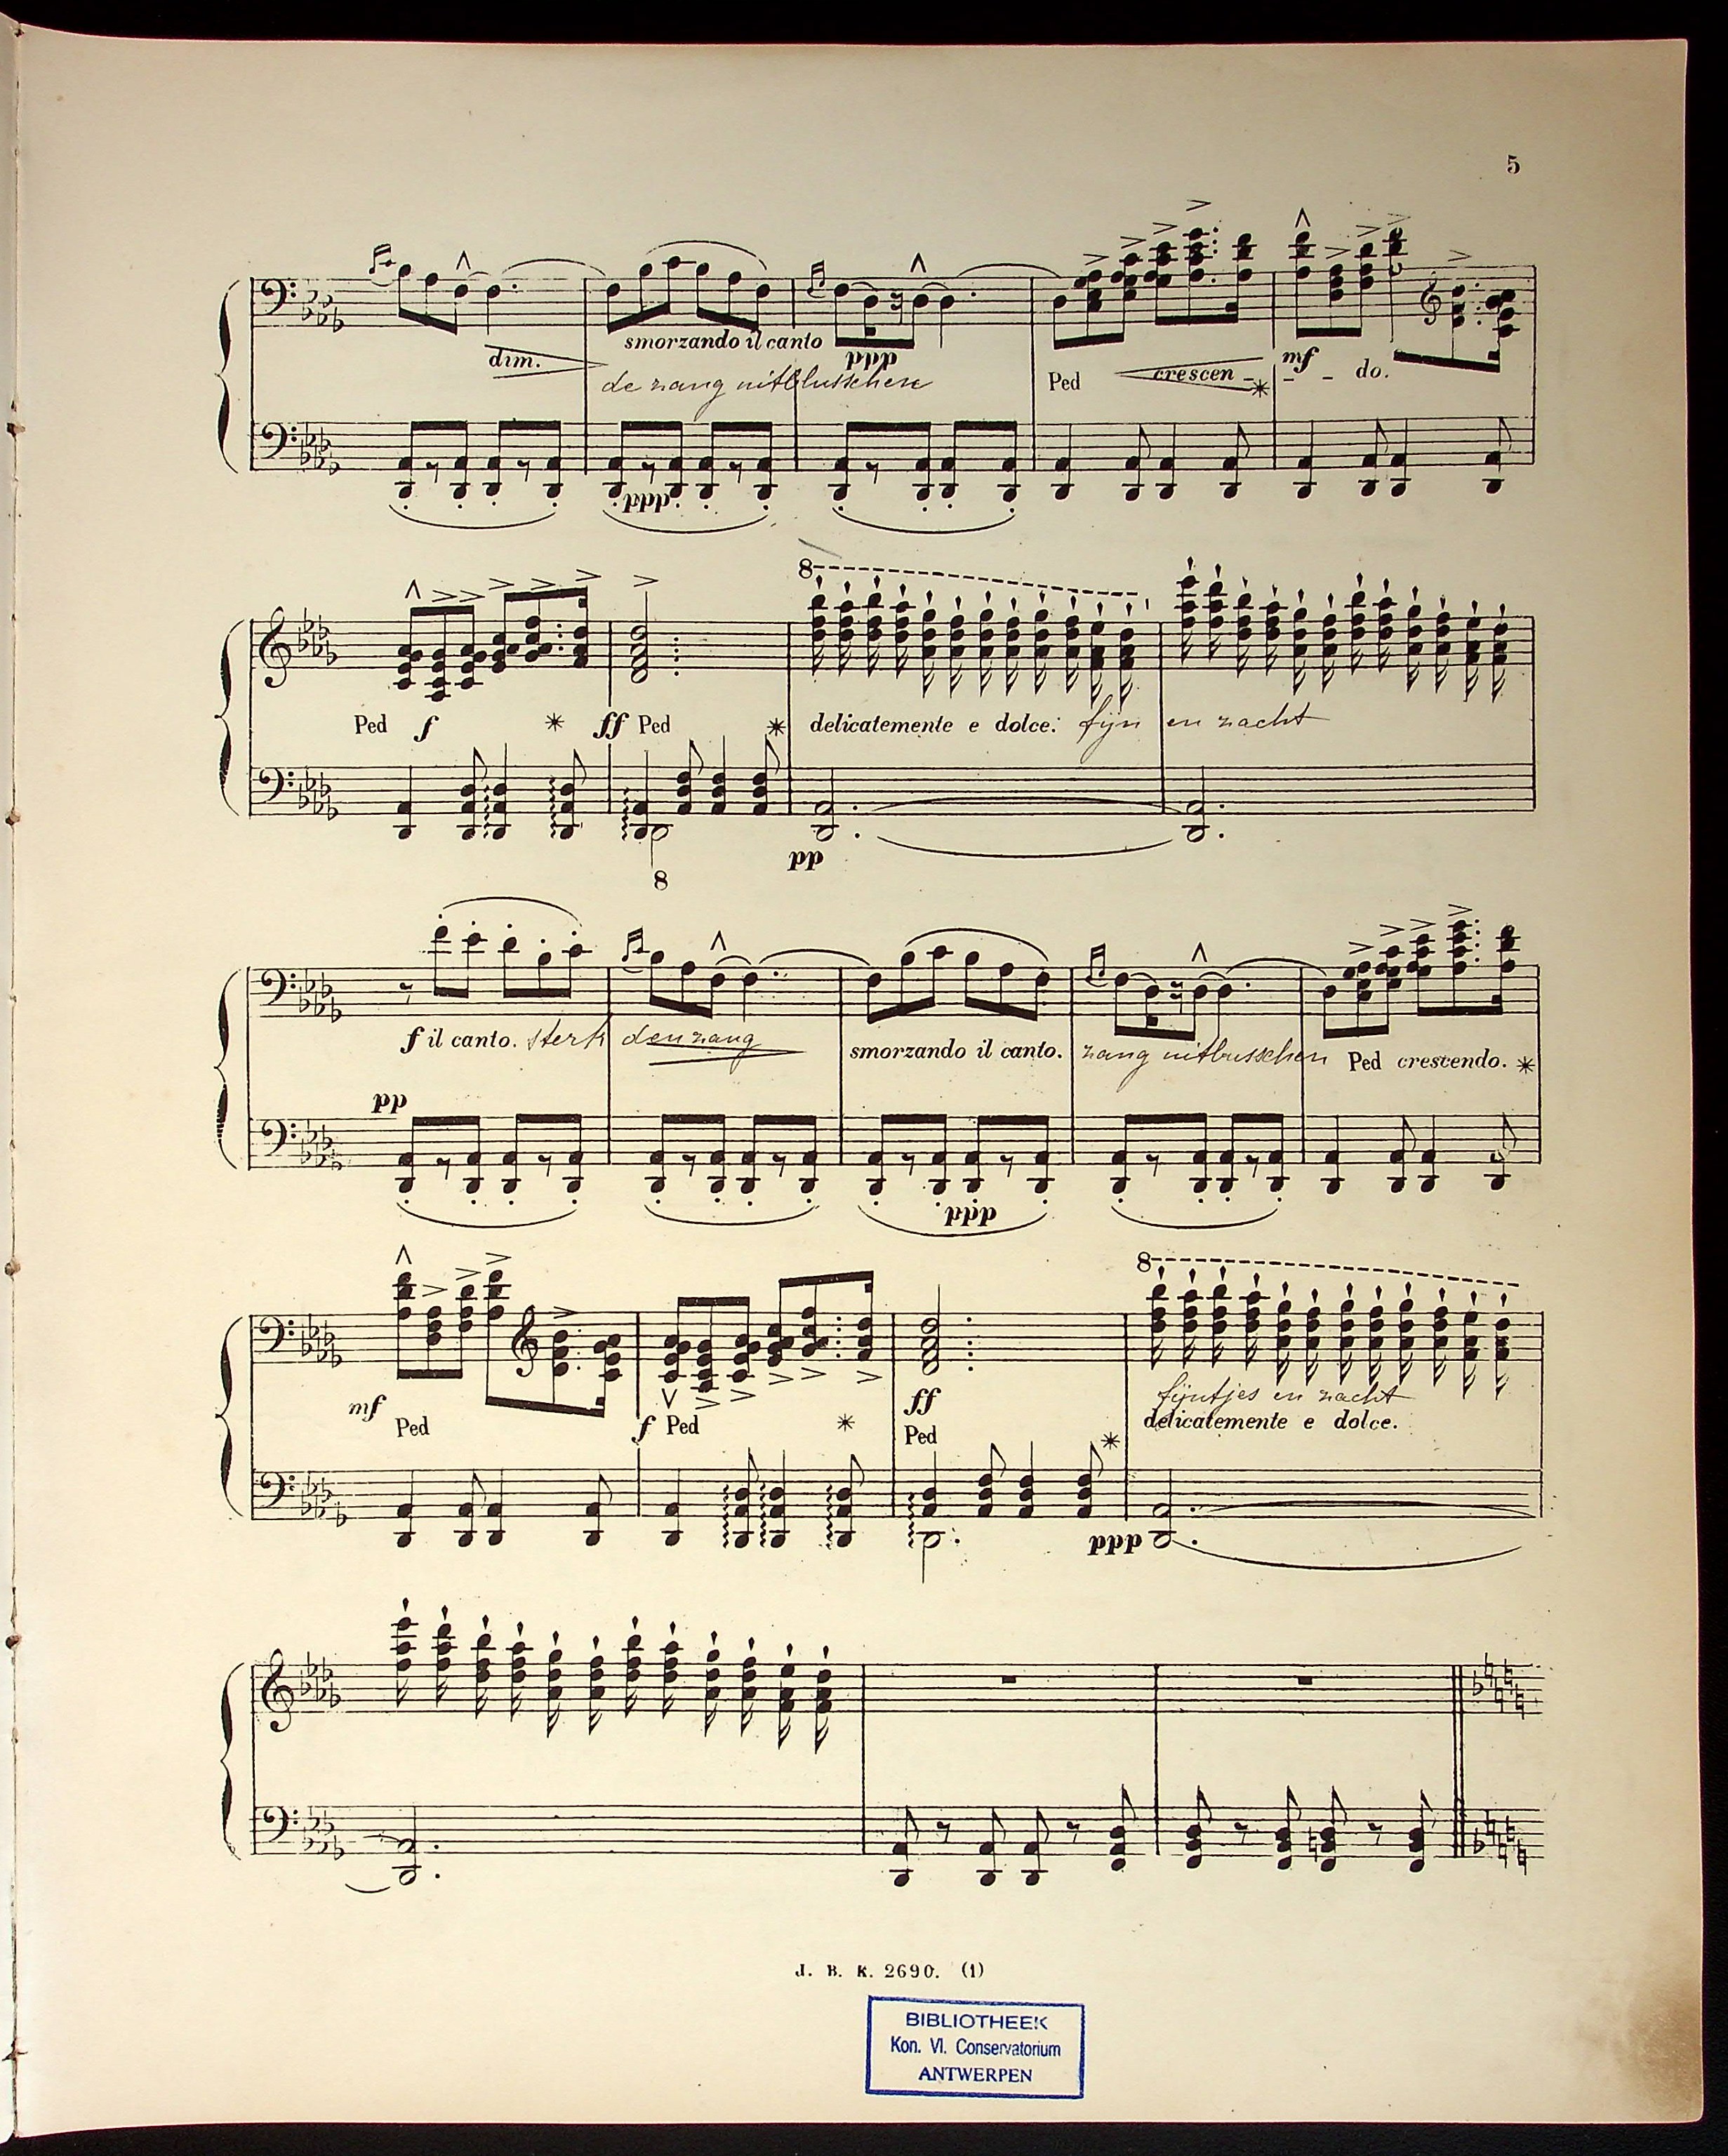 5
dim.
smorzando il canto
ppp
crescen - - - do.
mf
de zang uitblusschen
Ped
ppp
8
Ped f
ff Ped
delicatemente e dolce: fijn en zacht
pp
8
f il canto. sterk den zang
smorzando il canto. zang uitblusschen
Ped crescendo.
pp
ppp
8
mf
Ped
f Ped
ff
Ped
fijntjes en zacht
delicatemente e dolce.
ppp
J. B. K. 2690. (1)
BIBLIOTHEEK
Kon. Vl. Conservatorium
ANTWERPEN